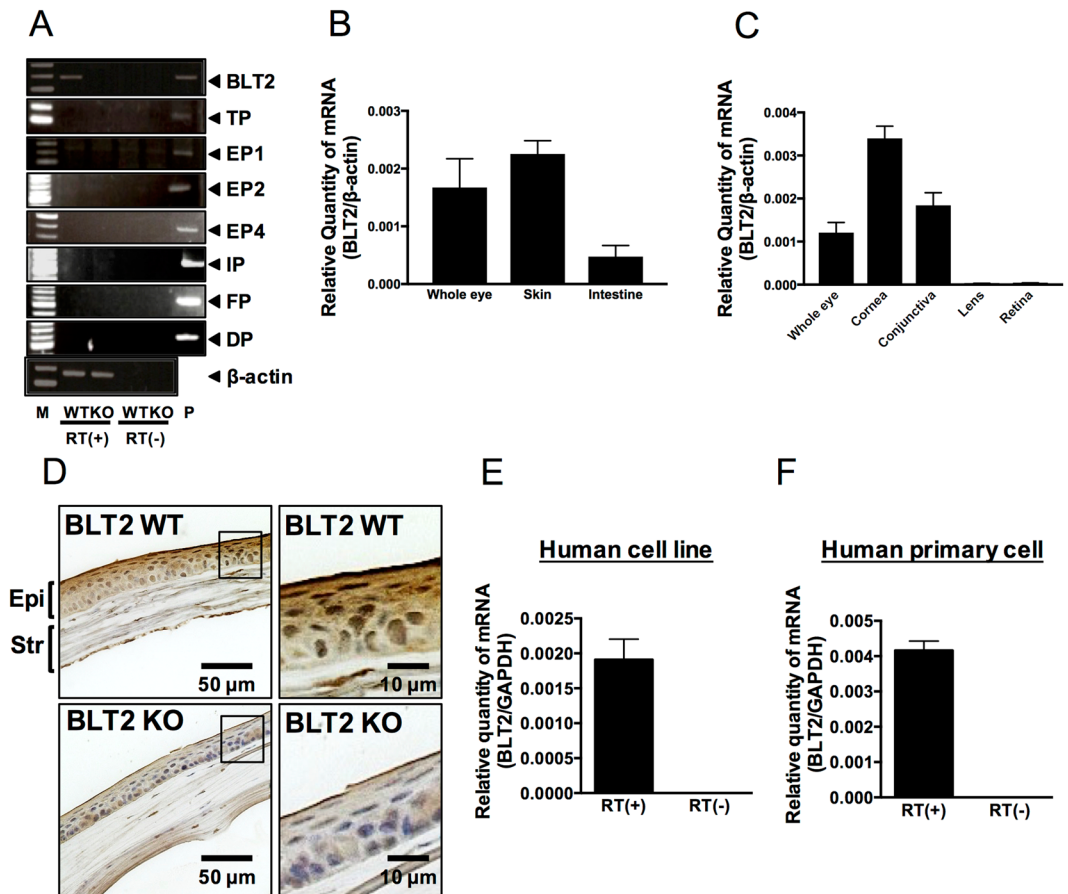 A
BLT2
TP
EP1
EP2
EP4
IP
FP
DP
β-actin
M WTKO WTKO P
RT(+) RT(-)
B
Relative Quantity of mRNA
(BLT2/β-actin)
0.003
0.002
0.001
0.000
Whole eye Skin Intestine
C
Relative Quantity of mRNA
(BLT2/β-actin)
0.004
0.003
0.002
0.001
0.000
Whole eye
Cornea
Conjunctiva
Lens
Retina
D
BLT2 WT
Epi
Str
50 μm
BLT2 WT
10 μm
BLT2 KO
50 μm
BLT2 KO
10 μm
E
Human cell line
Relative quantity of mRNA
(BLT2/GAPDH)
0.0025
0.0020
0.0015
0.0010
0.0005
0.0000
RT(+) RT(-)
F
Human primary cell
Relative quantity of mRNA
(BLT2/GAPDH)
0.005
0.004
0.003
0.002
0.001
0.000
RT(+) RT(-)